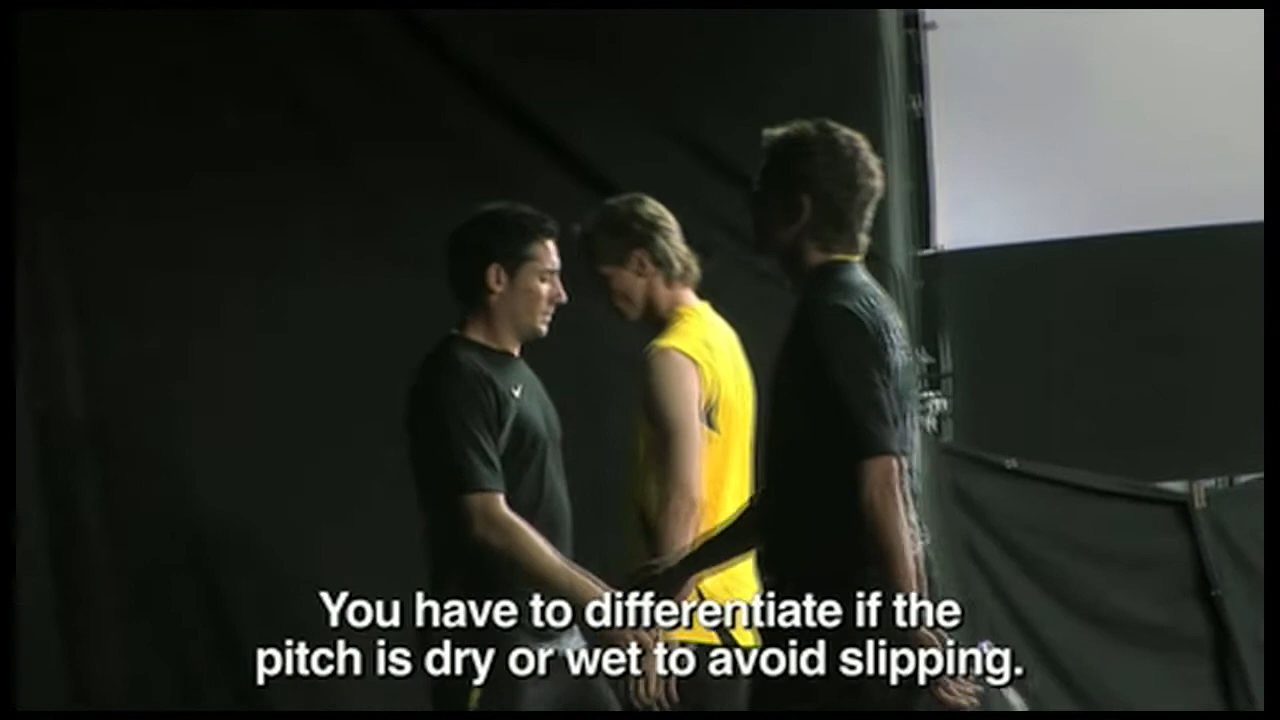 You have to differentiate if the
pitch is dry or wet to avoid slipping.